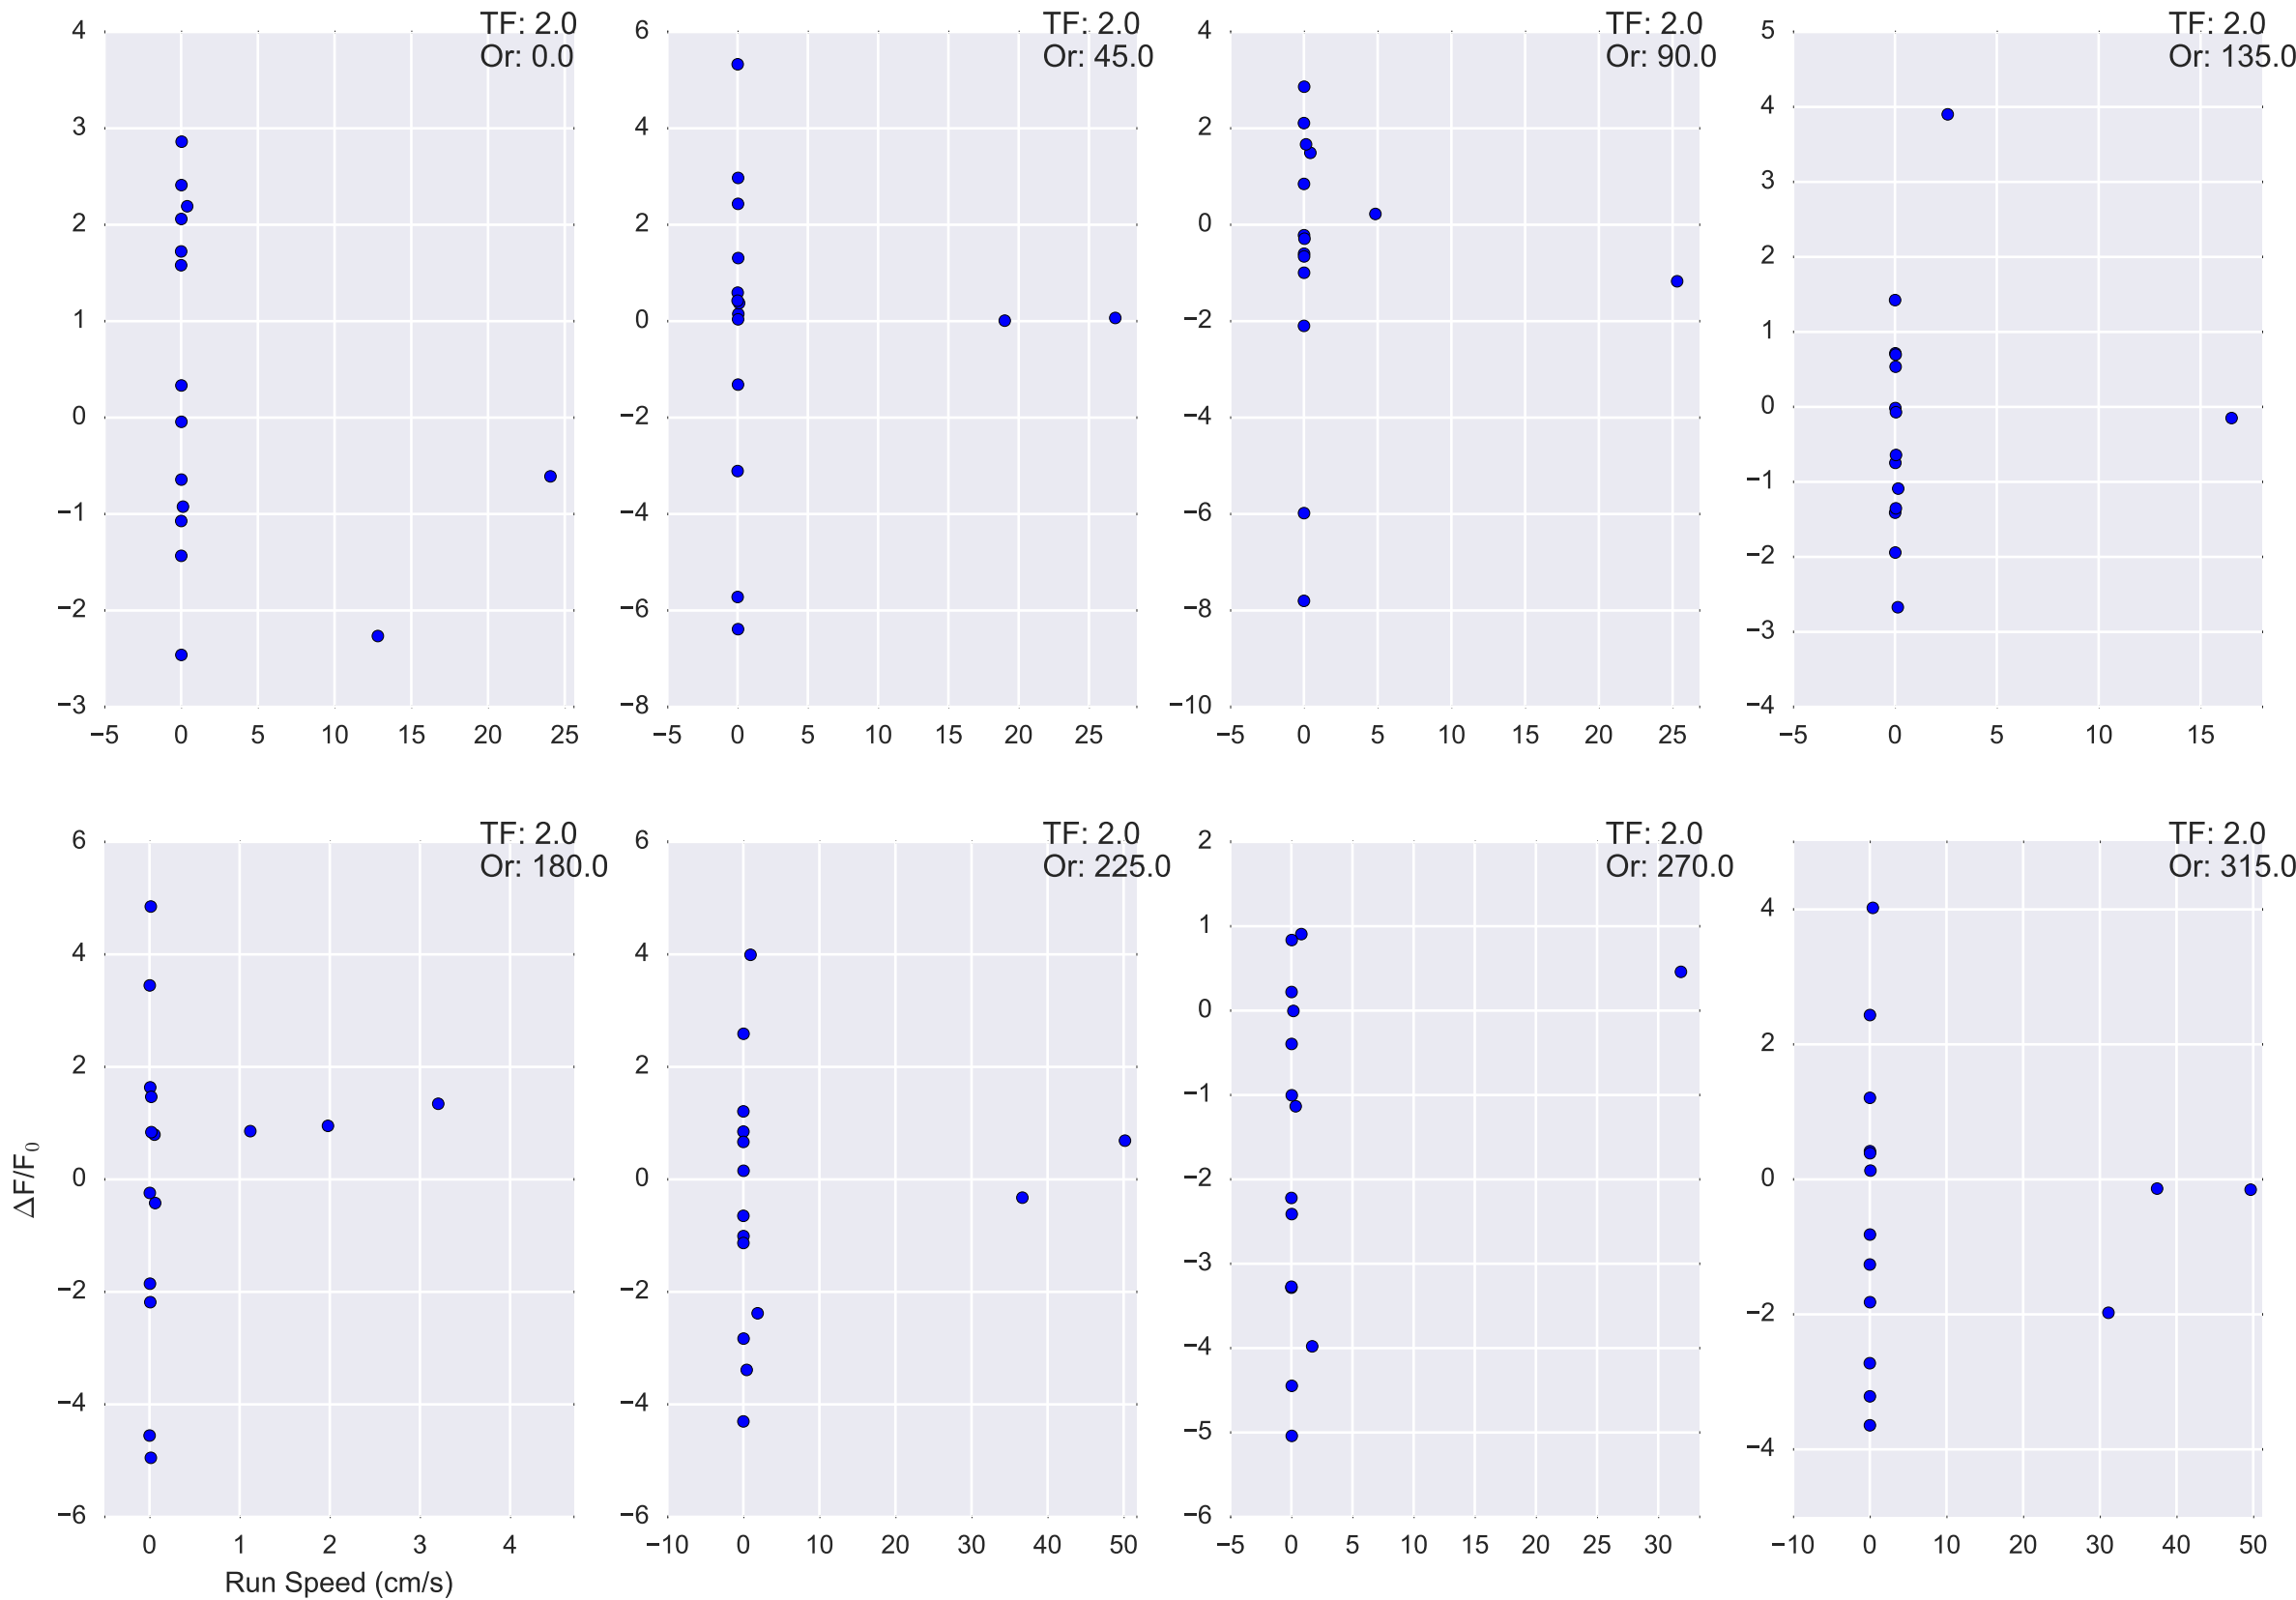 TF: 2.0
Or: 0.0
4
3
2
1
0
−1
−2
−3
−5 0 5 10 15 20 25
TF: 2.0
Or: 45.0
6
4
2
0
−2
−4
−6
−8
−5 0 5 10 15 20 25
TF: 2.0
Or: 90.0
4
2
0
−2
−4
−6
−8
−10
−5 0 5 10 15 20 25
TF: 2.0
Or: 135.0
5
4
3
2
1
0
−1
−2
−3
−4
−5 0 5 10 15
TF: 2.0
Or: 180.0
6
4
2
0
−2
−4
−6
ΔF/F₀
0 1 2 3 4
Run Speed (cm/s)
TF: 2.0
Or: 225.0
6
4
2
0
−2
−4
−6
−10 0 10 20 30 40 50
TF: 2.0
Or: 270.0
2
1
0
−1
−2
−3
−4
−5
−6
−5 0 5 10 15 20 25 30
TF: 2.0
Or: 315.0
4
2
0
−2
−4
−10 0 10 20 30 40 50